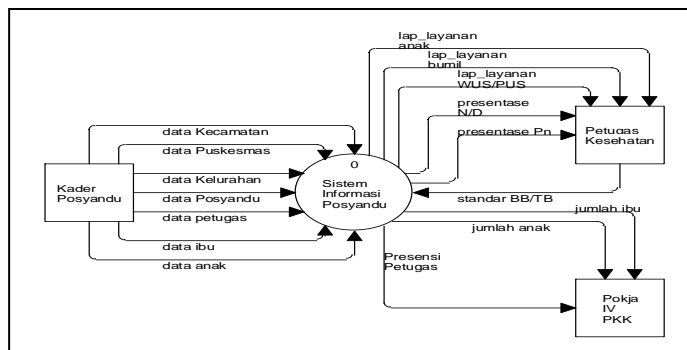 lap_layanan
anak
lap_layanan
bumil
lap_layanan
WUS/PUS
presentase
N/D
presentase Pn
Petugas
Kesehatan
data Kecamatan
data Puskesmas
data Kelurahan
data Posyandu
data petugas
data ibu
data anak
Kader
Posyandu
0
Sistem
Informasi
Posyandu
standar BB/TB
jumlah ibu
jumlah anak
Presensi
Petugas
Pokja
IV
PKK